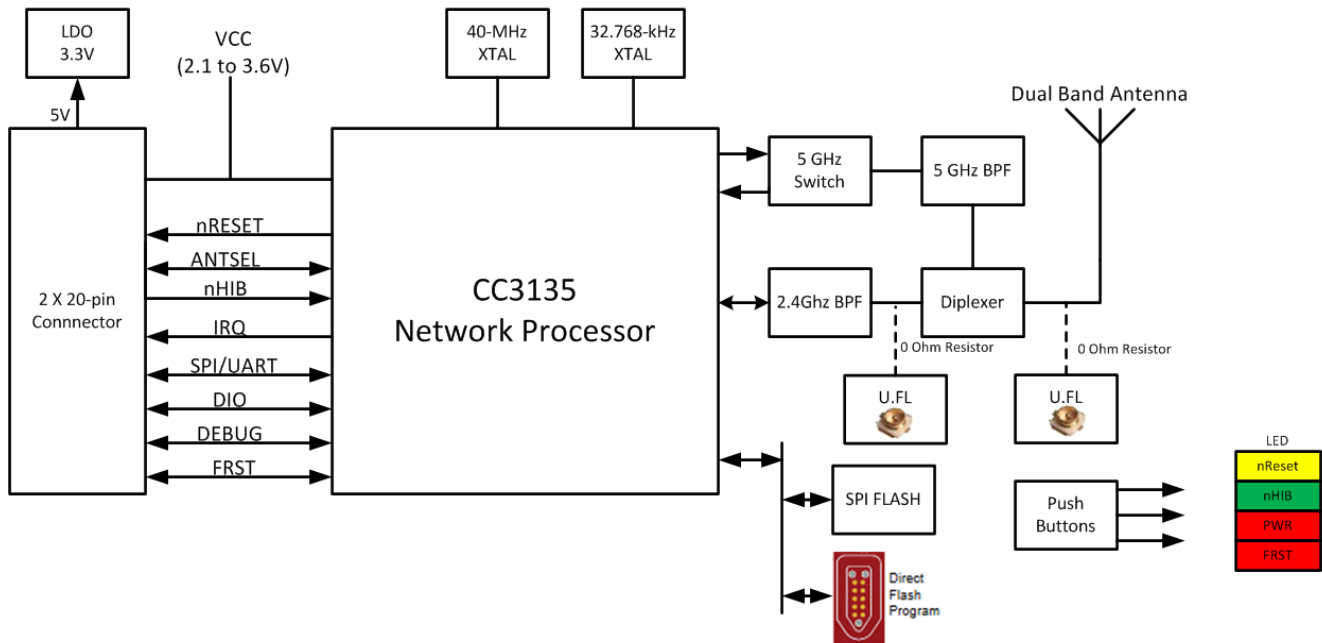 LDO
3.3V
VCC
(2.1 to 3.6V)
40-MHz
XTAL
32.768-kHz
XTAL
5V
Dual Band Antenna
5 GHz
Switch
5 GHz BPF
nRESET
ANTSEL
nHIB
IRQ
SPI/UART
DIO
DEBUG
FRST
2 X 20-pin
Connnector
CC3135
Network Processor
2.4Ghz BPF
Diplexer
0 Ohm Resistor
0 Ohm Resistor
U.FL
U.FL
SPI FLASH
Direct
Flash
Program
Push
Buttons
LED
nReset
nHIB
PWR
FRST